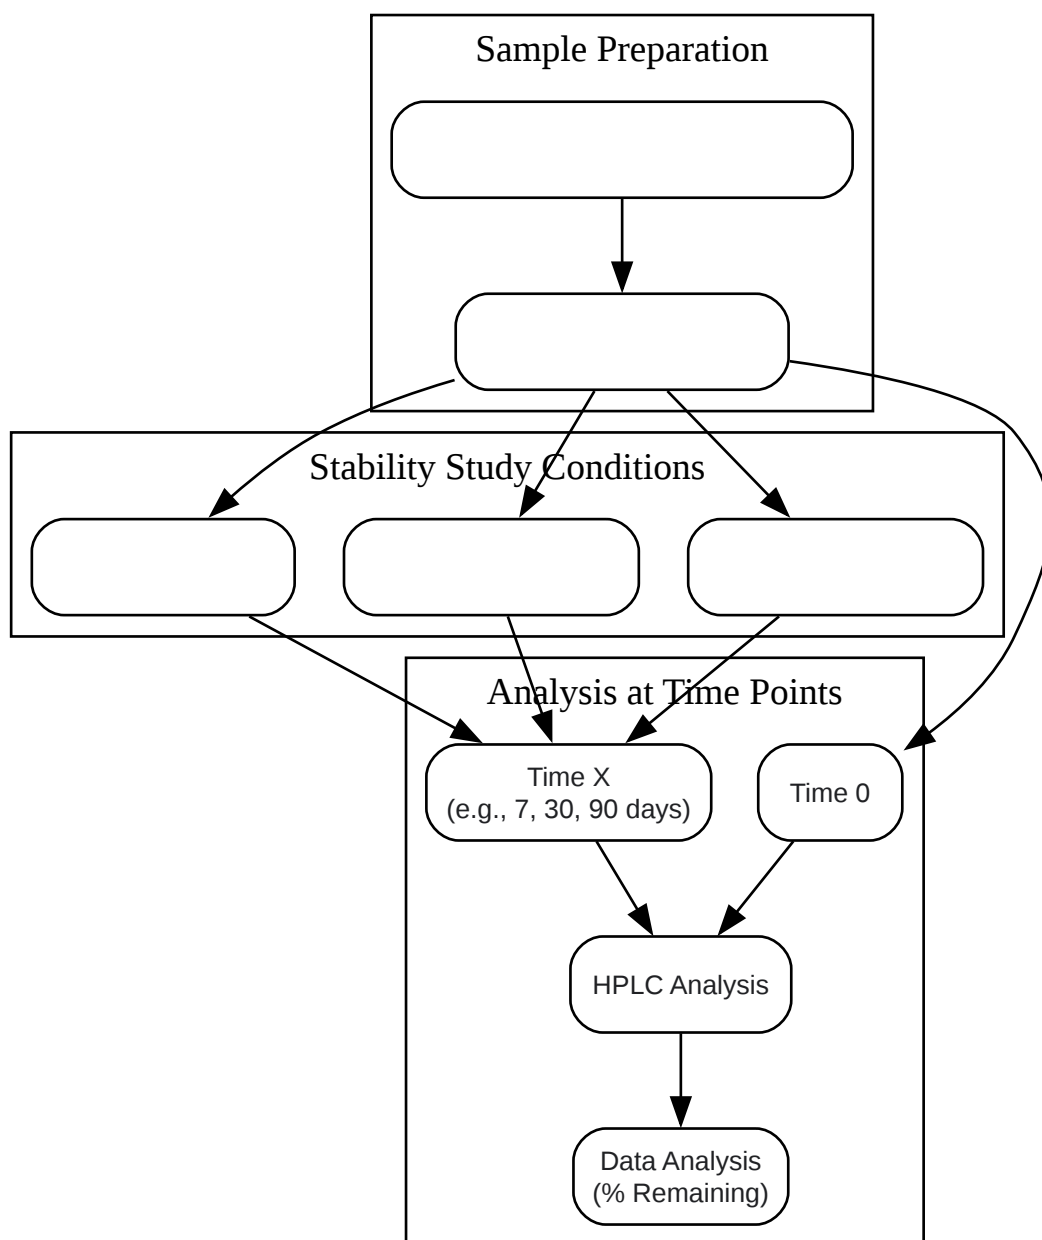 Sample Preparation
Stability Study Conditions
Analysis at Time Points
Time X
(e.g., 7, 30, 90 days)
Time 0
HPLC Analysis
Data Analysis
(% Remaining)